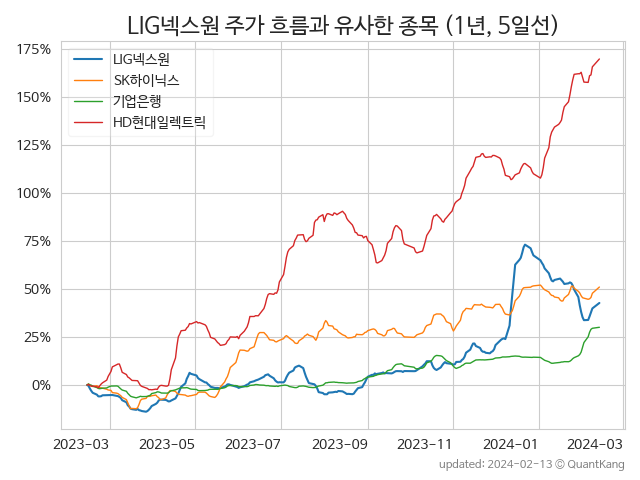 LIG넥스원 주가 흐름과 유사한 종목 (1년, 5일선)
175%
150%
125%
100%
75%
50%
25%
0%
LIG넥스원
SK하이닉스
기업은행
HD현대일렉트릭
2023-03 2023-05 2023-07 2023-09 2023-11 2024-01 2024-03
updated: 2024-02-13 © QuantKang